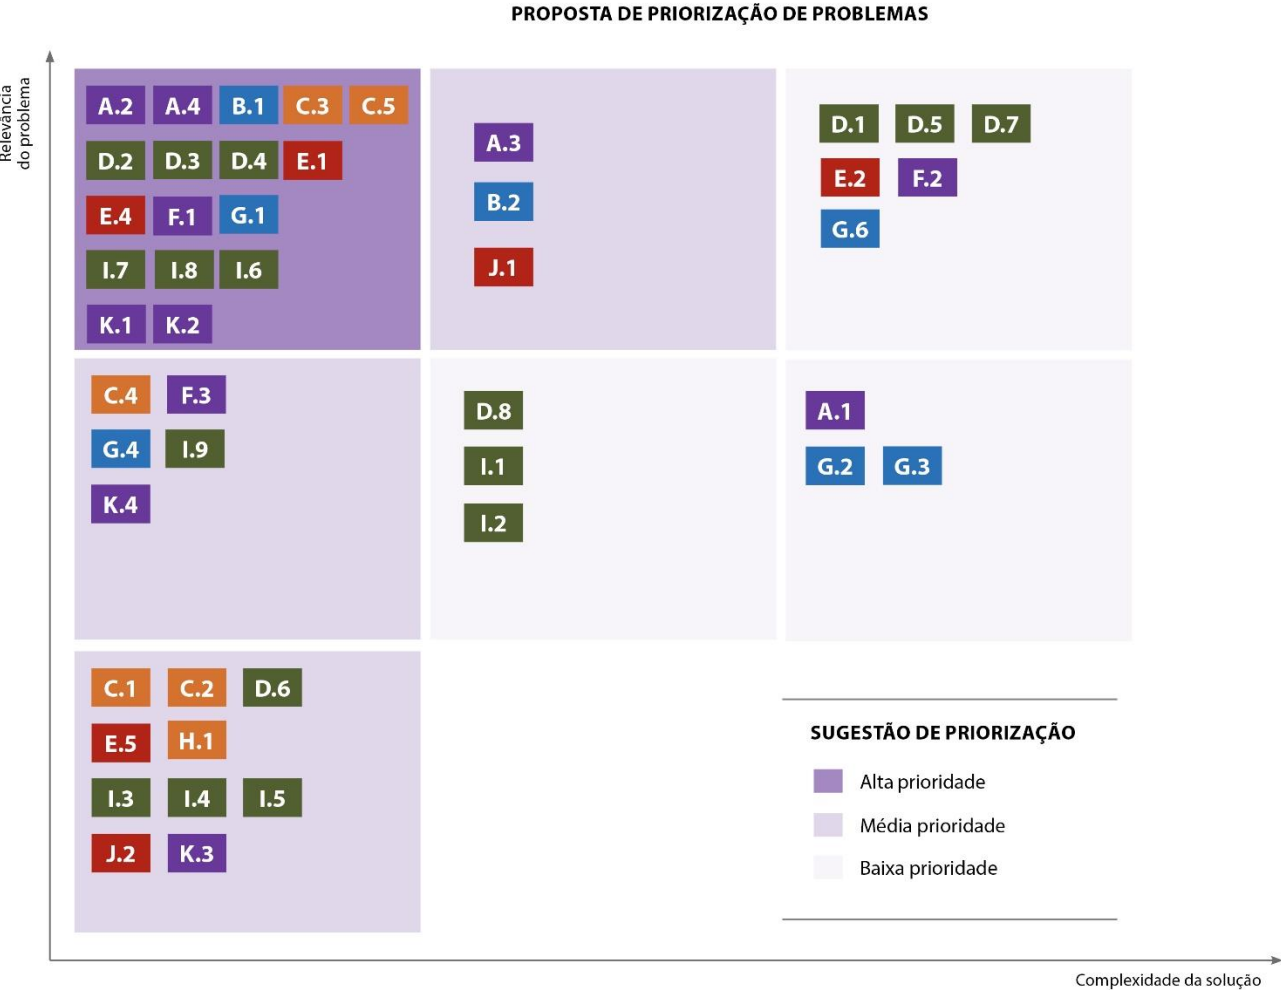 PROPOSTA DE PRIORIZAÇÃO DE PROBLEMAS
Relevância
do problema
A.2 A.4 B.1 C.3 C.5
D.2 D.3 D.4 E.1
E.4 F.1 G.1
I.7 I.8 I.6
K.1 K.2
A.3
B.2
J.1
D.1 D.5 D.7
E.2 F.2
G.6
C.4 F.3
G.4 I.9
K.4
D.8
I.1
I.2
A.1
G.2 G.3
C.1 C.2 D.6
E.5 H.1
I.3 I.4 I.5
J.2 K.3
SUGESTÃO DE PRIORIZAÇÃO
Alta prioridade
Média prioridade
Baixa prioridade
Complexidade da solução